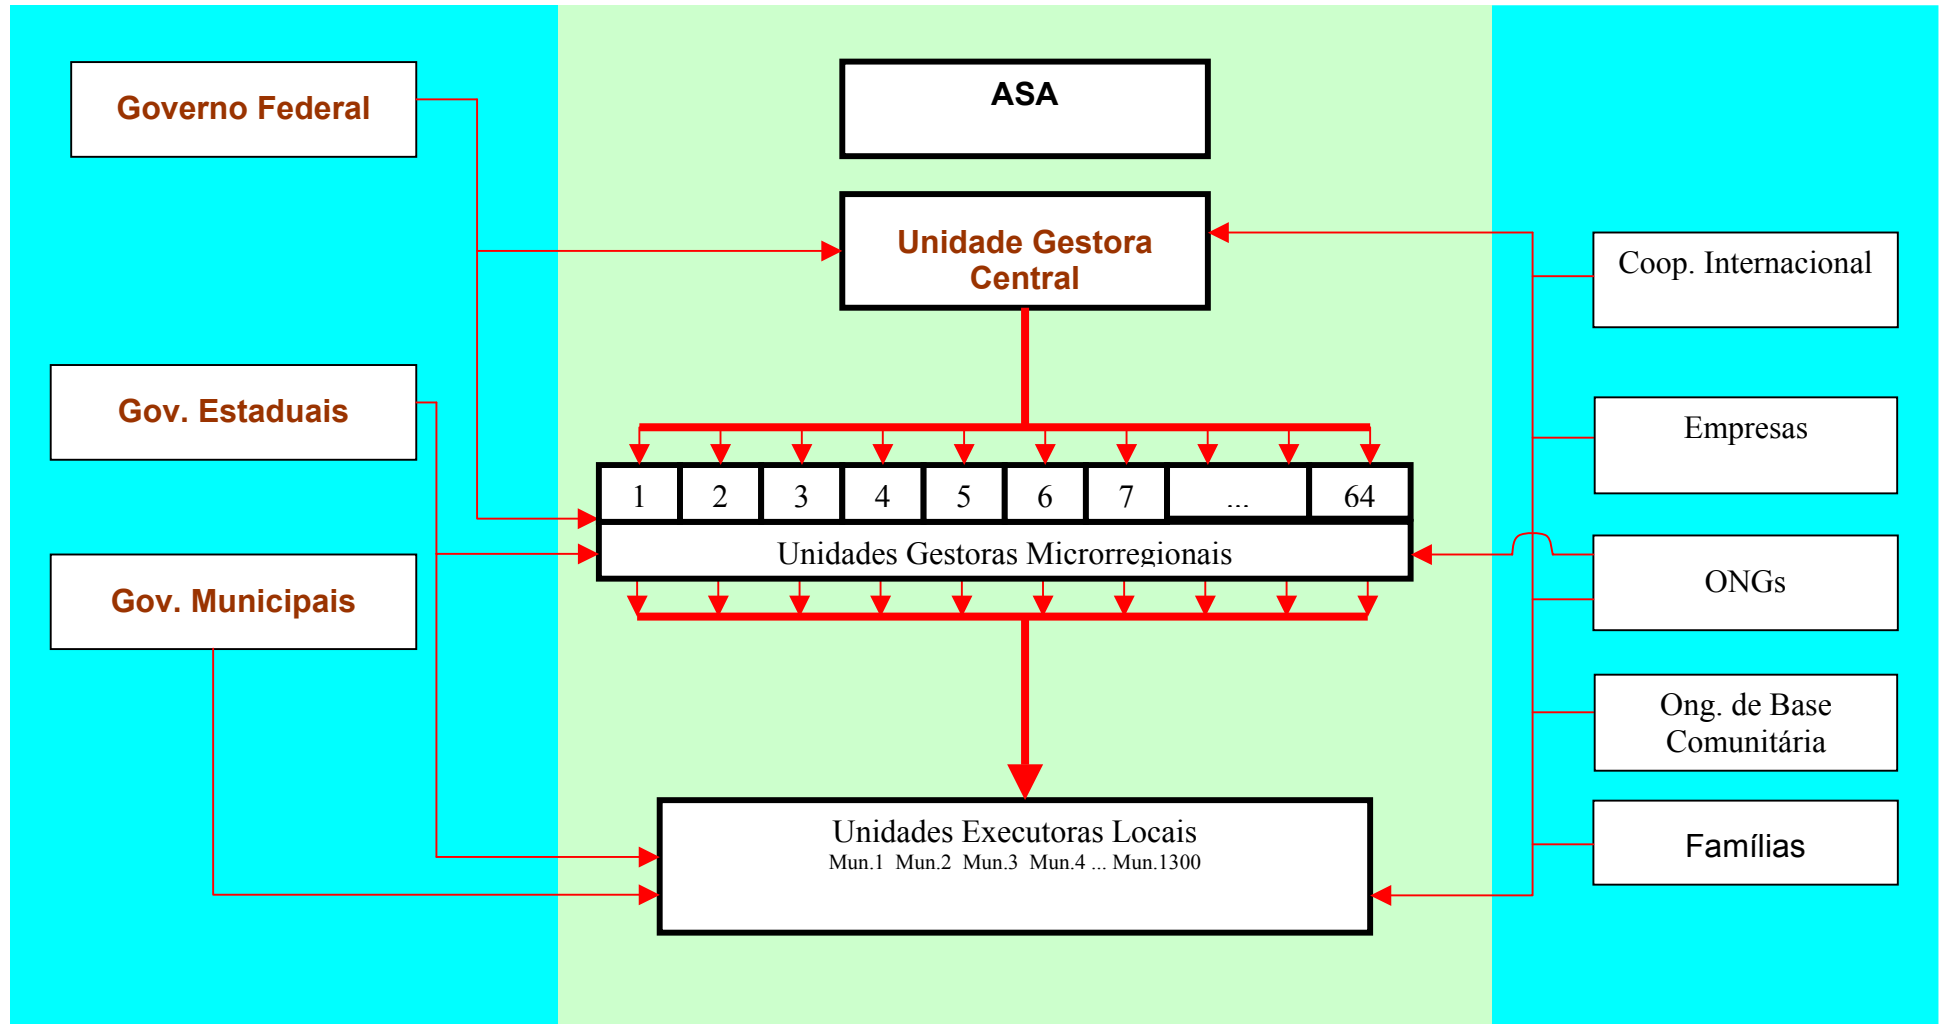 Governo Federal
Gov. Estaduais
Gov. Municipais
ASA
Unidade Gestora
Central
1 2 3 4 5 6 7 ... 64
Unidades Gestoras Microrregionais
Unidades Executoras Locais
Mun.1 Mun.2 Mun.3 Mun.4 ... Mun.1300
Coop. Internacional
Empresas
ONGs
Ong. de Base
Comunitária
Famílias